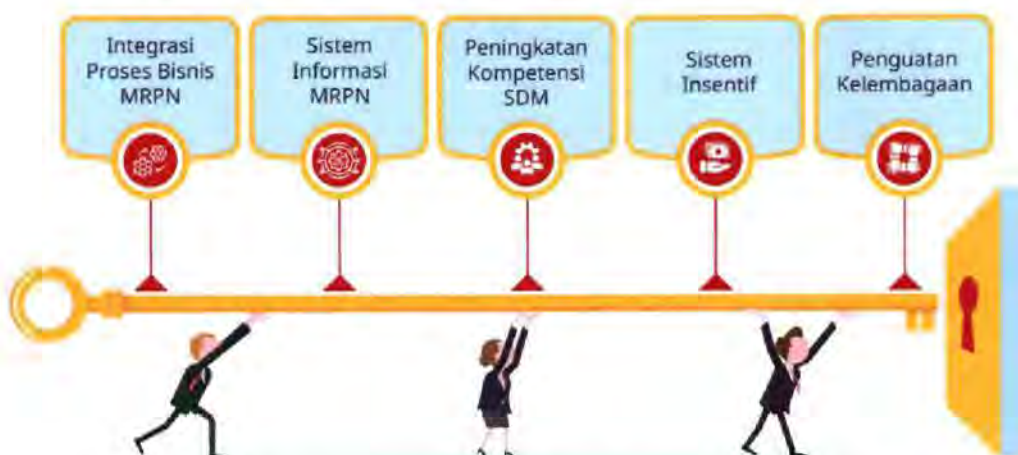 Integrasi
Proses Bisnis
MRPN
Sistem
Informasi
MRPN
Peningkatan
Kompetensi
SDM
Sistem
Insentif
Penguatan
Kelembagaan